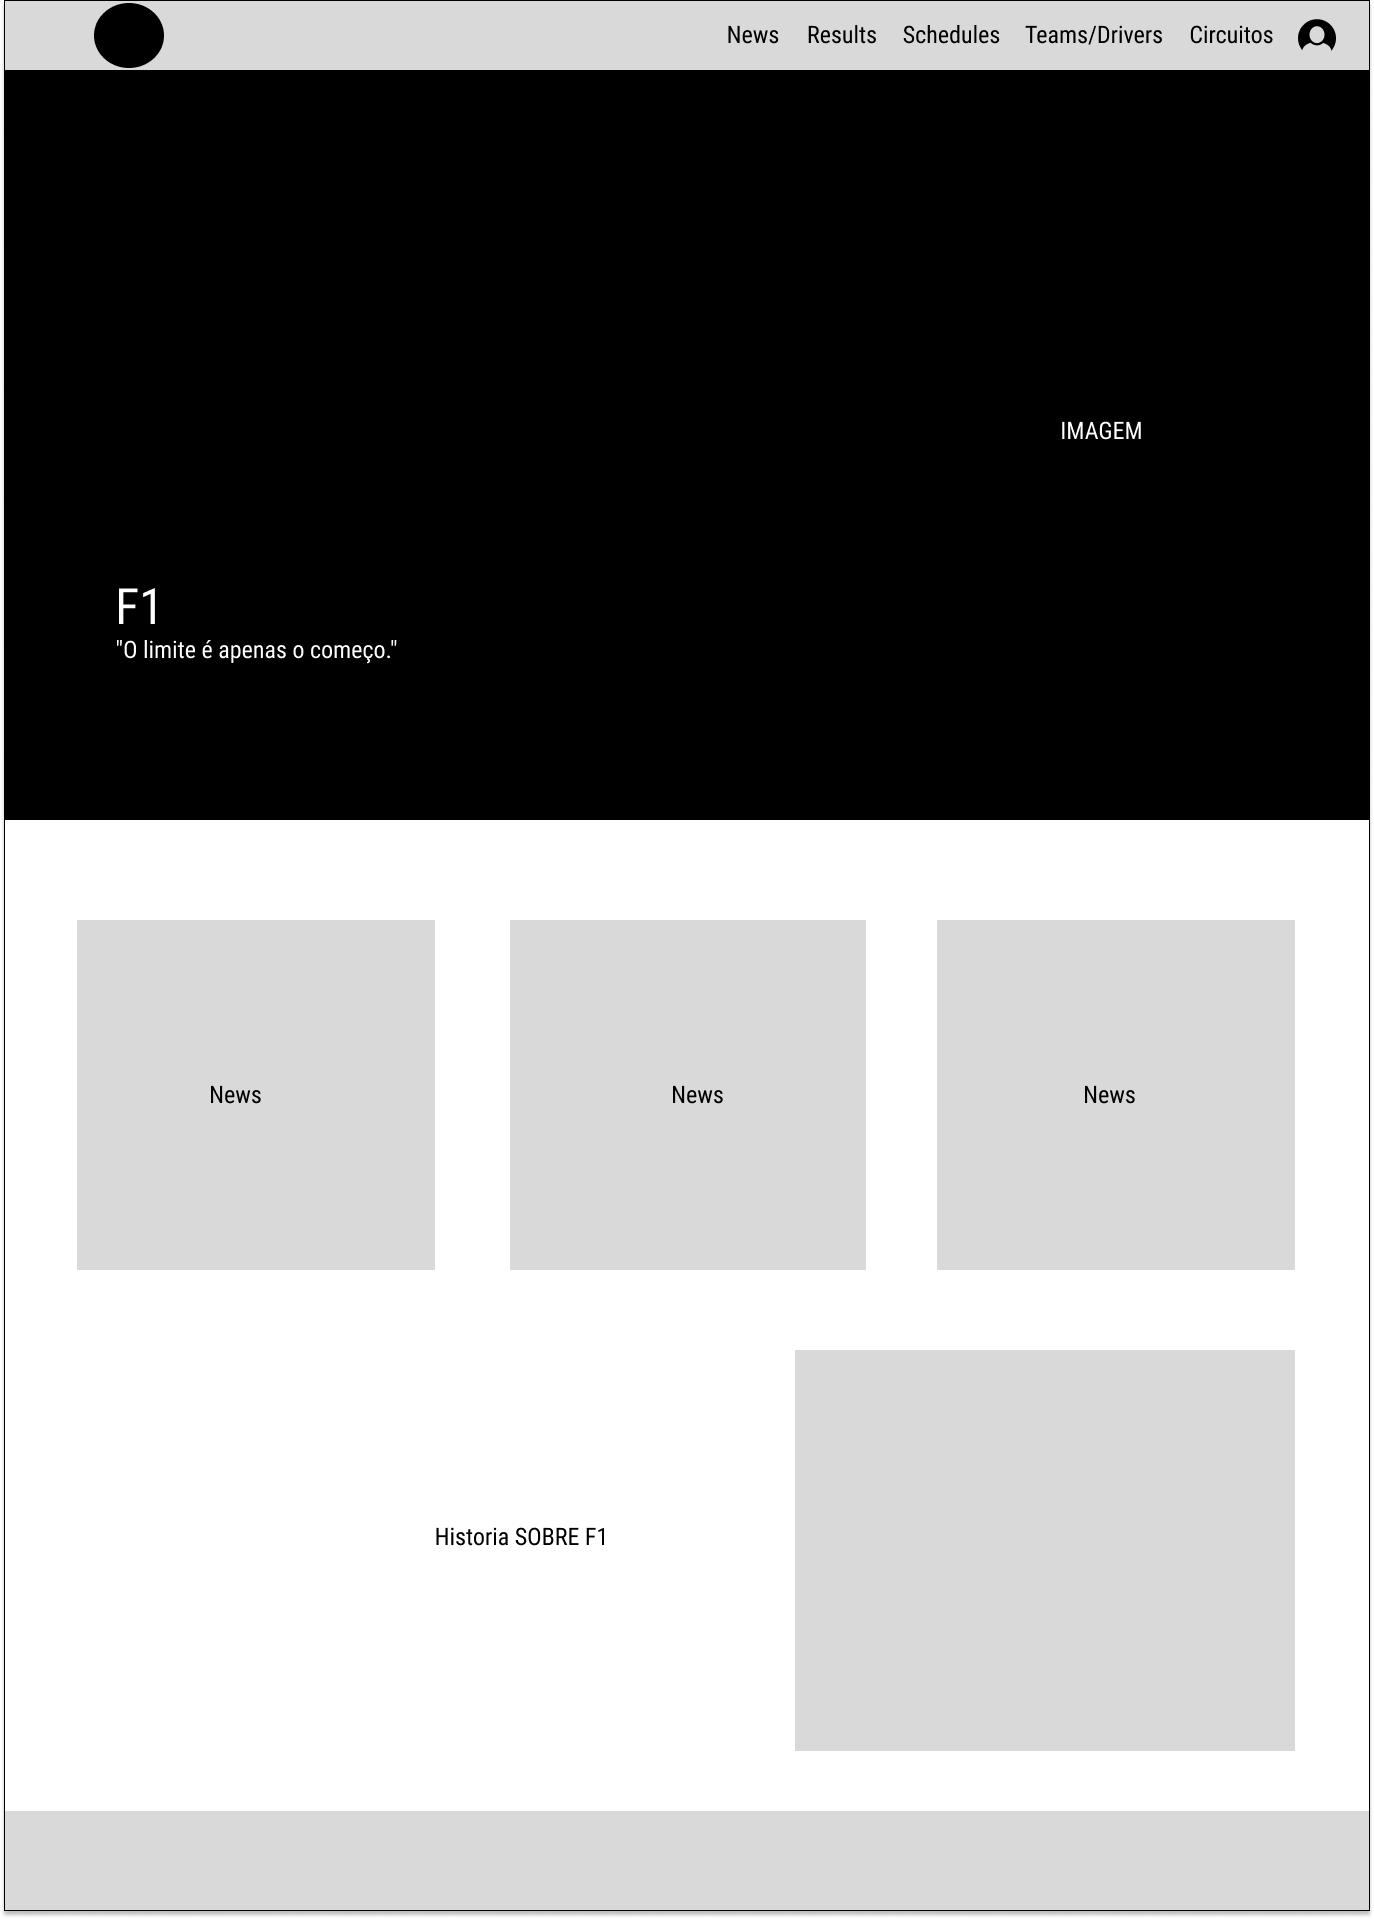 News Results Schedules Teams/Drivers Circuitos
IMAGEM
F1
"O limite é apenas o começo."
News News News
Historia SOBRE F1